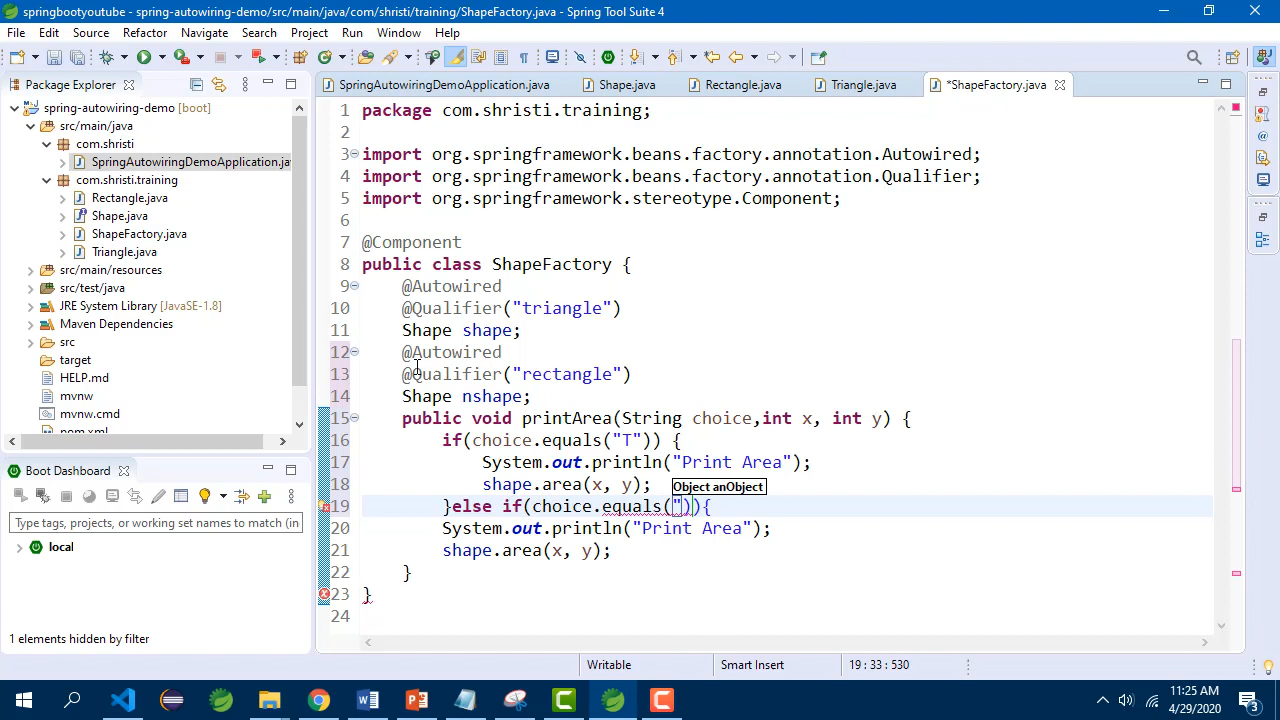 springbootyoutube - spring-autowiring-demo/src/main/java/com/shristi/training/ShapeFactory.java - Spring Tool Suite 4
File Edit Source Refactor Navigate Search Project Run Window Help
Package Explorer
spring-autowiring-demo [boot]
src/main/java
com.shristi
SpringAutowiringDemoApplication.ja
com.shristi.training
Rectangle.java
Shape.java
ShapeFactory.java
Triangle.java
src/main/resources
src/test/java
JRE System Library [JavaSE-1.8]
Maven Dependencies
src
target
HELP.md
mvnw
mvnw.cmd
pom.xml
Boot Dashboard
Type tags, projects, or working set names to match (in
local
1 elements hidden by filter
SpringAutowiringDemoApplication.java Shape.java Rectangle.java Triangle.java *ShapeFactory.java
1 package com.shristi.training;
2
3 import org.springframework.beans.factory.annotation.Autowired;
4 import org.springframework.beans.factory.annotation.Qualifier;
5 import org.springframework.stereotype.Component;
6
7 @Component
8 public class ShapeFactory {
9 @Autowired
10 @Qualifier("triangle")
11 Shape shape;
12 @Autowired
13 @Qualifier("rectangle")
14 Shape nshape;
15 public void printArea(String choice,int x, int y) {
16 if(choice.equals("T")) {
17 System.out.println("Print Area");
18 shape.area(x, y);
Object anObject
19 }else if(choice.equals(")){
20 System.out.println("Print Area");
21 shape.area(x, y);
22 }
23 }
24
Writable Smart Insert 19 : 33 : 530
11:25 AM
4/29/2020
3